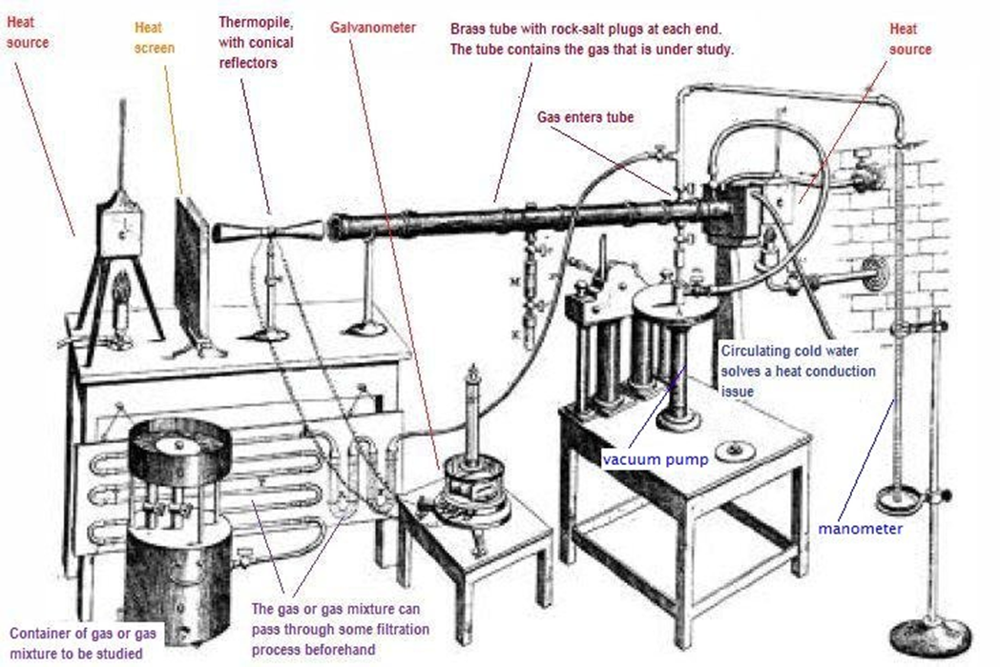 Heat
source
Heat
screen
Thermopile,
with conical
reflectors
Galvanometer
Brass tube with rock-salt plugs at each end.
The tube contains the gas that is under study.
Heat
source
Gas enters tube
Circulating cold water
solves a heat conduction
issue
vacuum pump
manometer
The gas or gas mixture can
pass through some filtration
process beforehand
Container of gas or gas
mixture to be studied